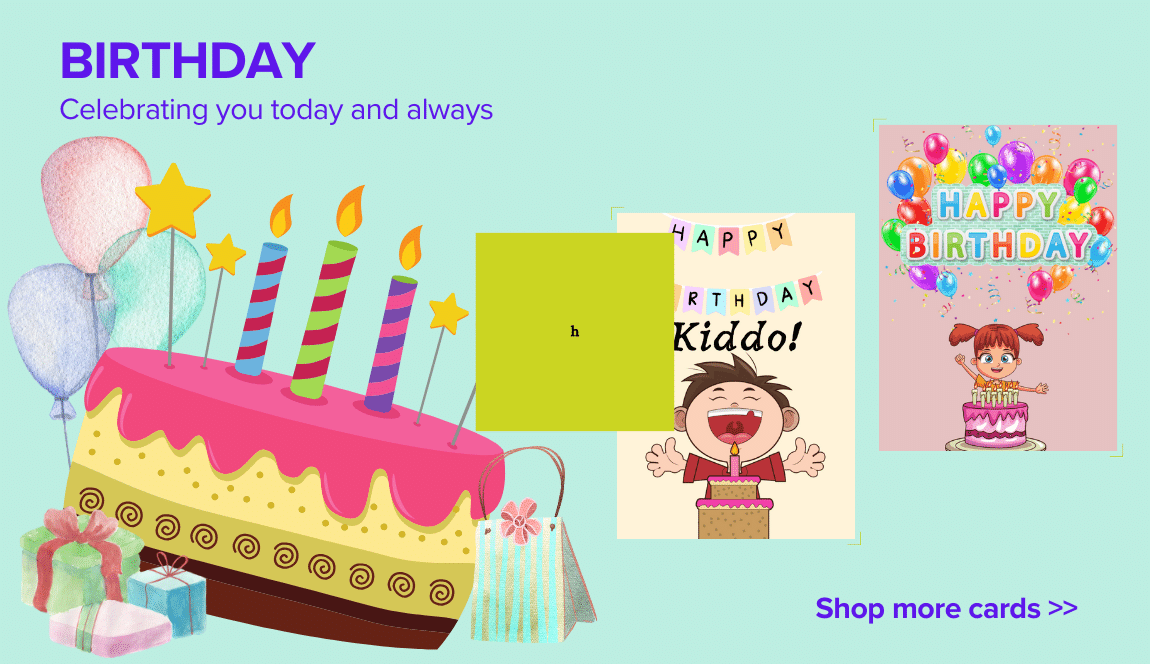 BIRTHDAY
Celebrating you today and always
HAPPY
BIRTHDAY
h
HAPPY
RTHDAY
Kiddo!
Shop more cards >>